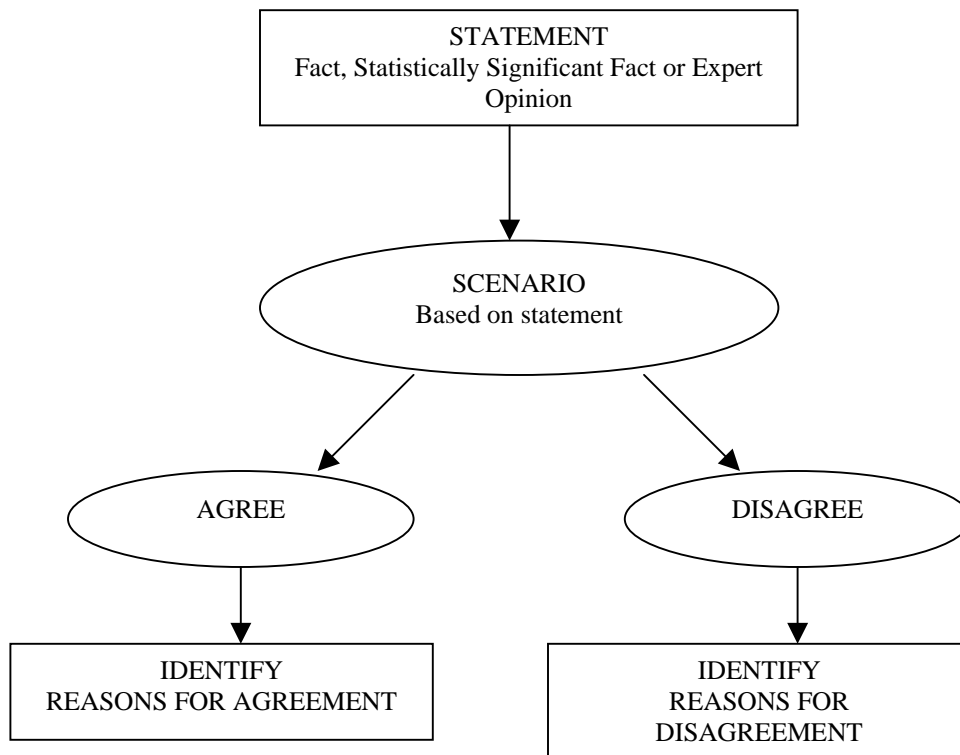 STATEMENT
Fact, Statistically Significant Fact or Expert
Opinion
SCENARIO
Based on statement
AGREE
DISAGREE
IDENTIFY
REASONS FOR AGREEMENT
IDENTIFY
REASONS FOR
DISAGREEMENT